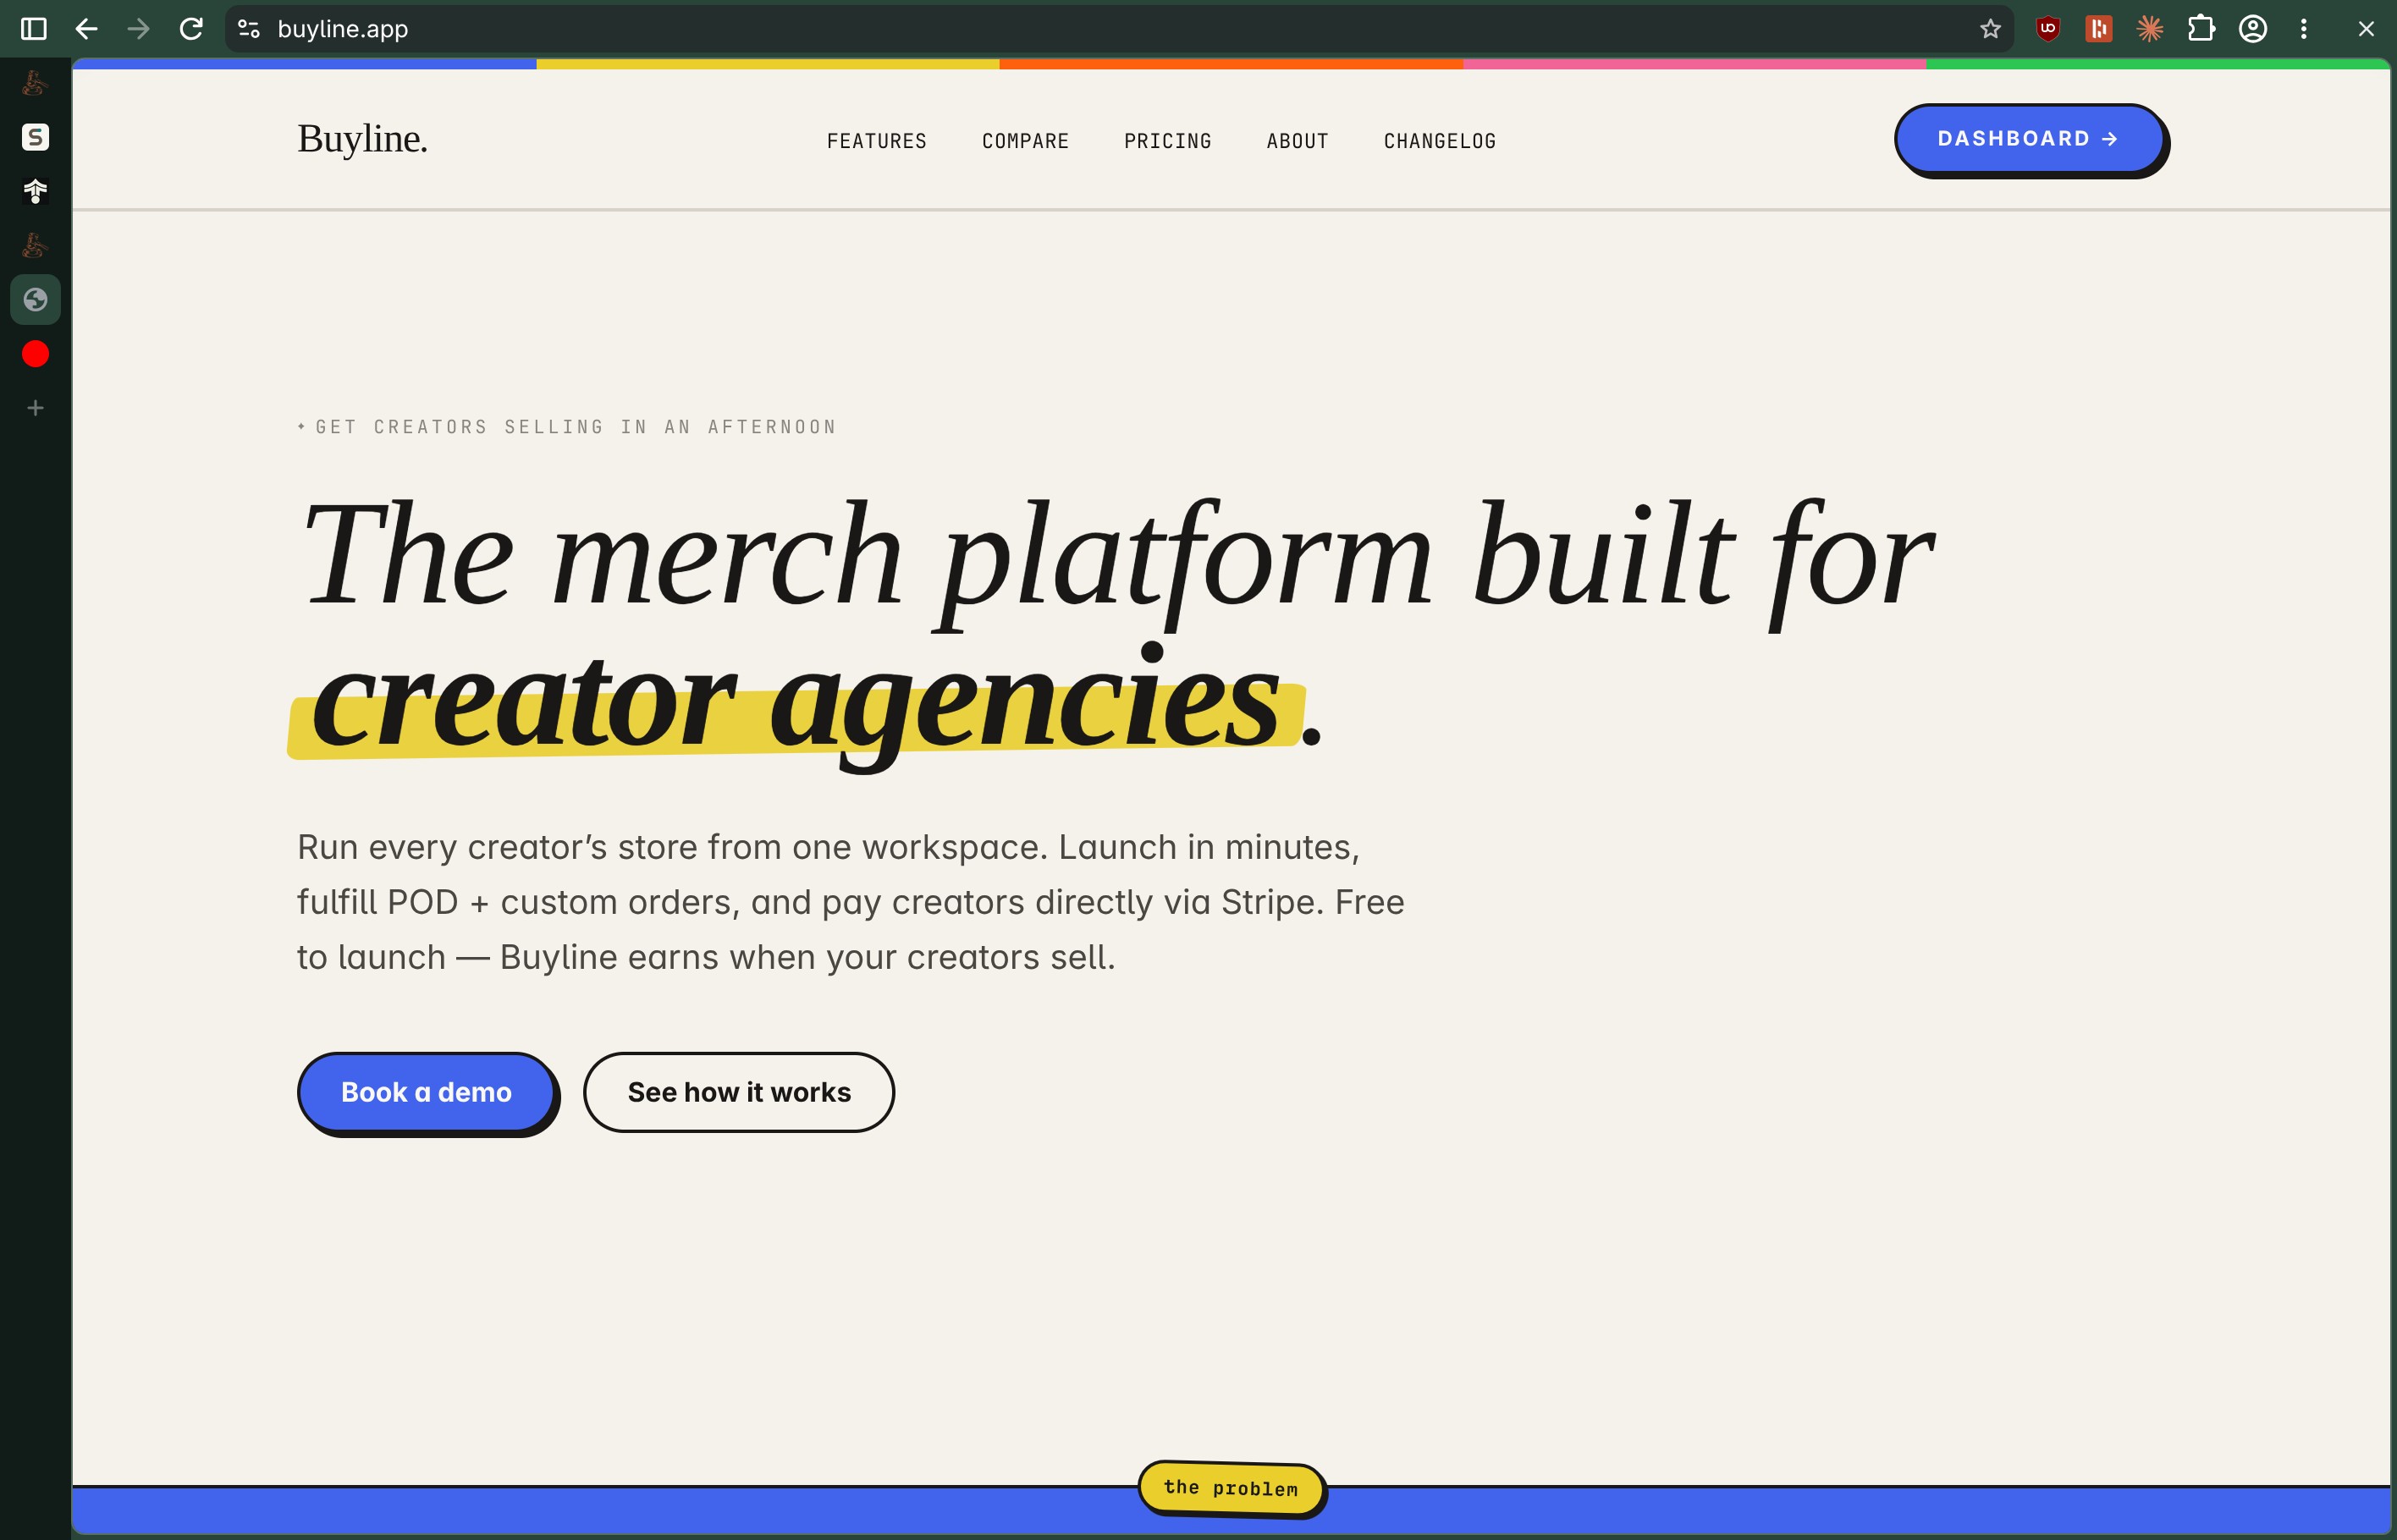 buyline.app
Buyline.
FEATURES
COMPARE
PRICING
ABOUT
CHANGELOG
DASHBOARD →
GET CREATORS SELLING IN AN AFTERNOON
The merch platform built for
creator agencies.
Run every creator’s store from one workspace. Launch in minutes,
fulfill POD + custom orders, and pay creators directly via Stripe. Free
to launch — Buyline earns when your creators sell.
Book a demo
See how it works
the problem